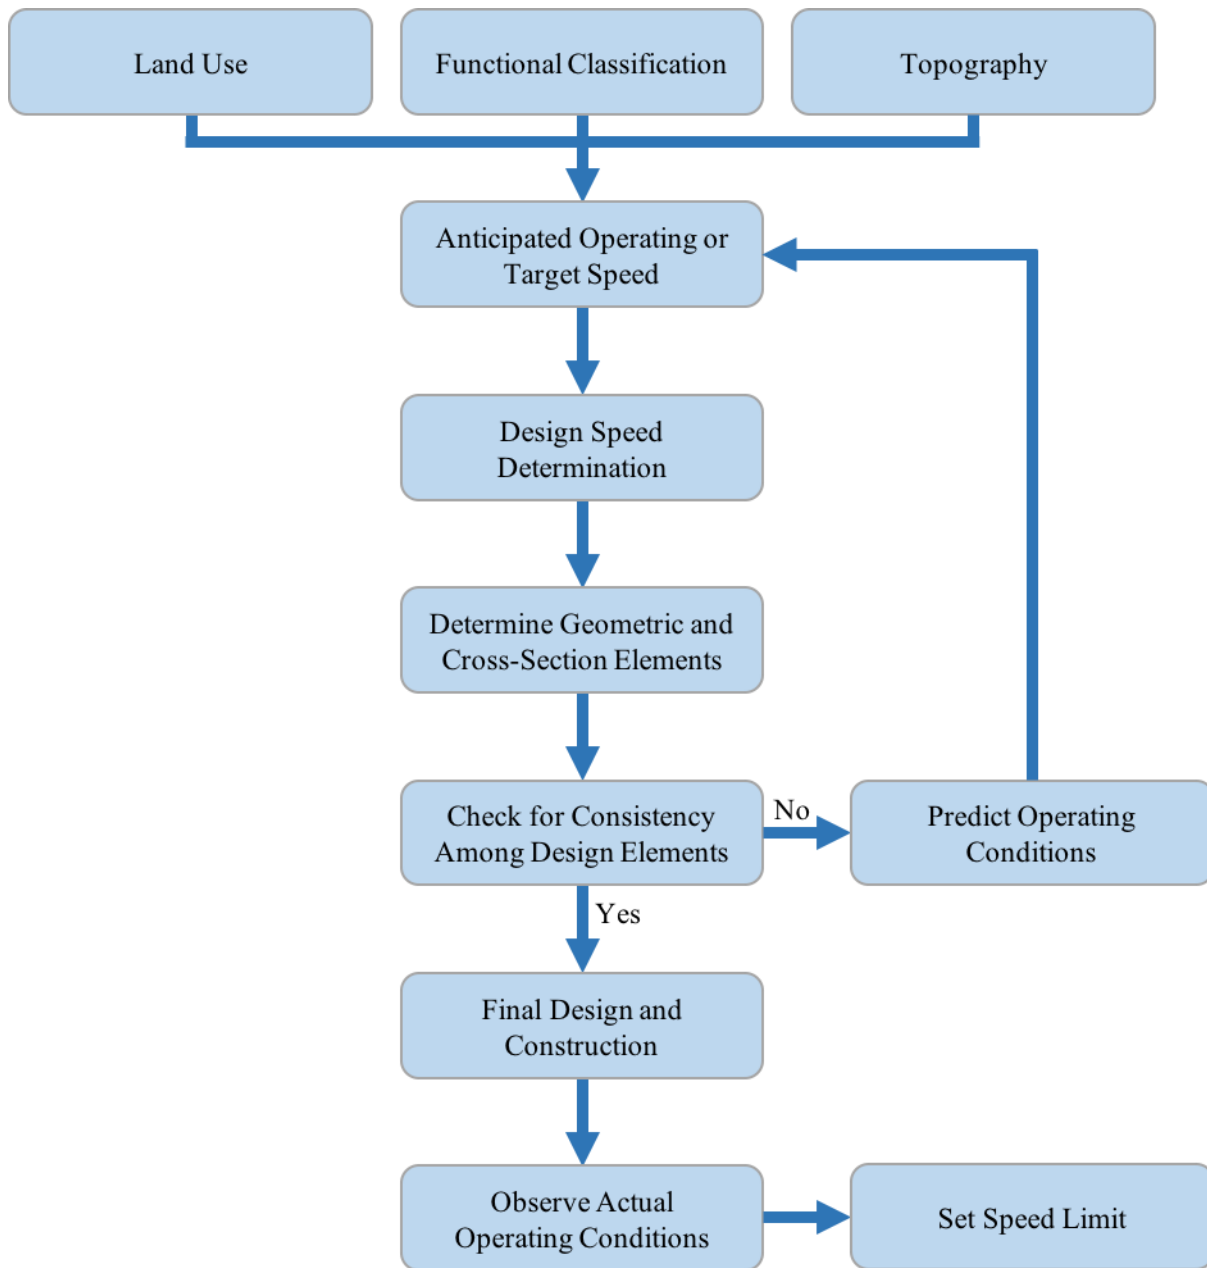 Land Use
Functional Classification
Topography
Anticipated Operating or
Target Speed
Design Speed
Determination
Determine Geometric and
Cross-Section Elements
Check for Consistency
Among Design Elements
No
Predict Operating
Conditions
Yes
Final Design and
Construction
Observe Actual
Operating Conditions
Set Speed Limit